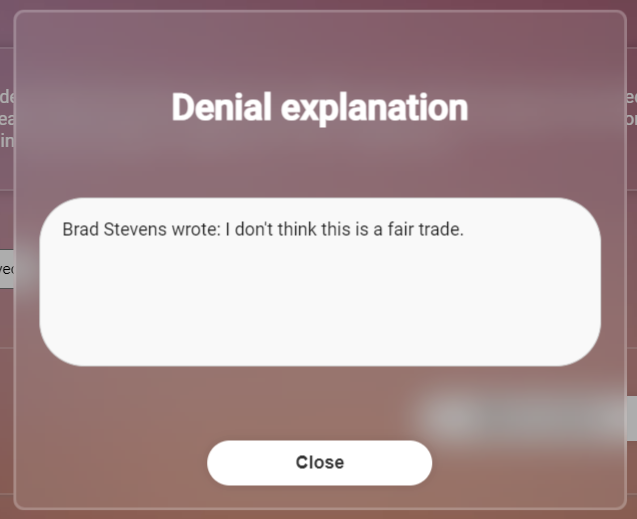 Denial explanation
Brad Stevens wrote: I don't think this is a fair trade.
Close